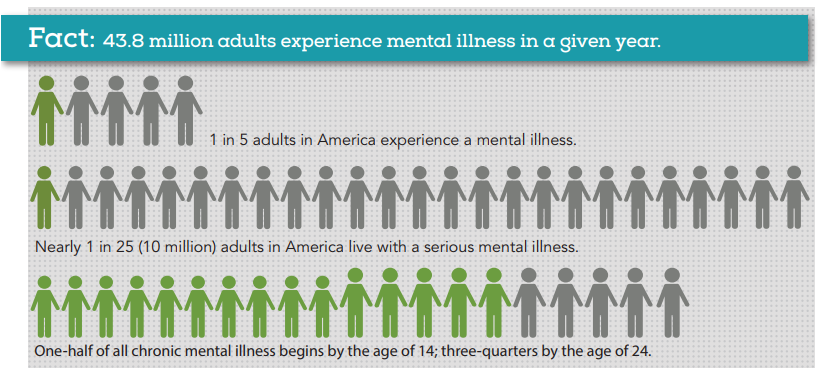 Fact: 43.8 million adults experience mental illness in a given year.
1 in 5 adults in America experience a mental illness.
Nearly 1 in 25 (10 million) adults in America live with a serious mental illness.
One-half of all chronic mental illness begins by the age of 14; three-quarters by the age of 24.